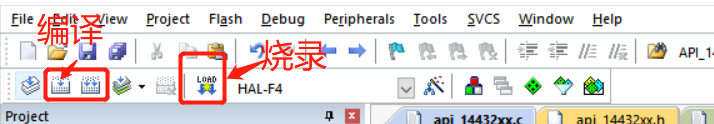 File Edit View Project Flash Debug Peripherals Tools SVCS Window Help
编译
烧录
API_1
LOAD
HAL-F4
Project
api_14432xx.c
api_14432xx.h